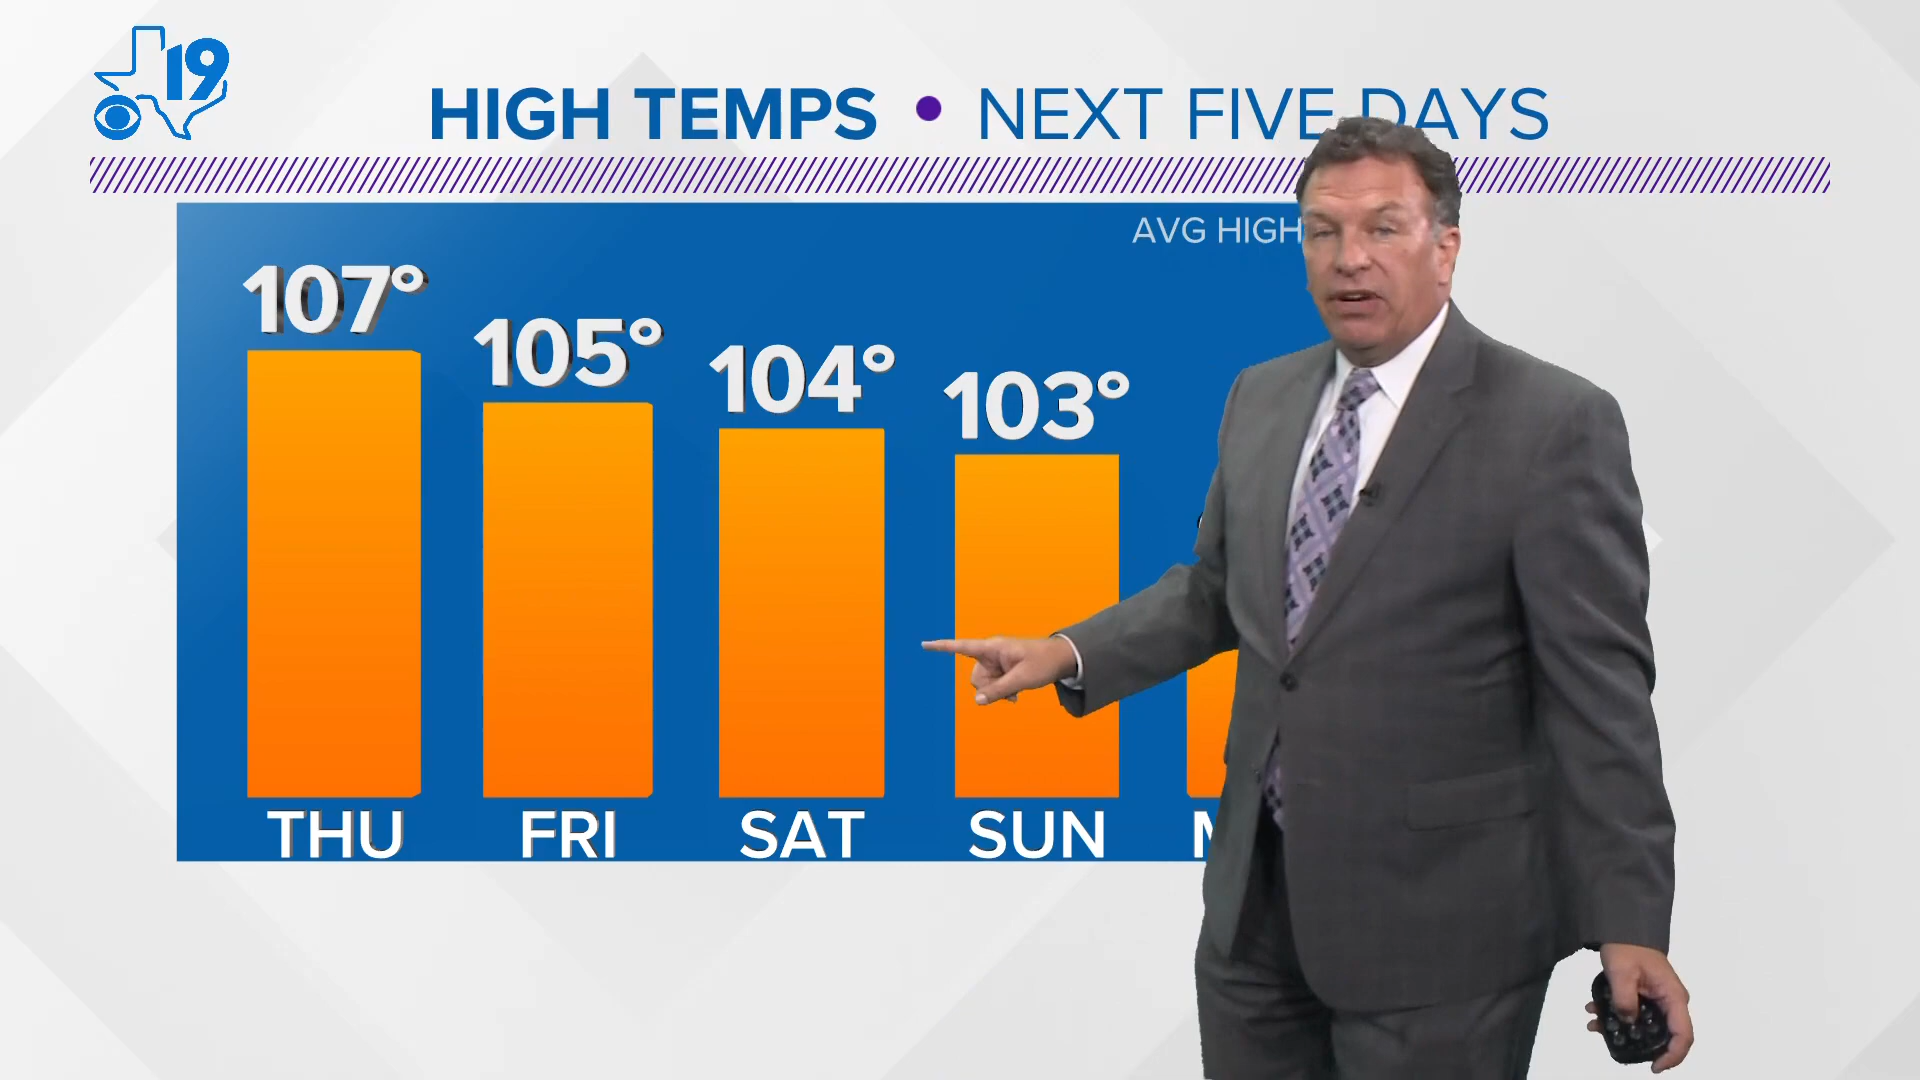 19
HIGH TEMPS • NEXT FIVE DAYS
AVG HIGH
107° 105° 104° 103°
THU FRI SAT SUN